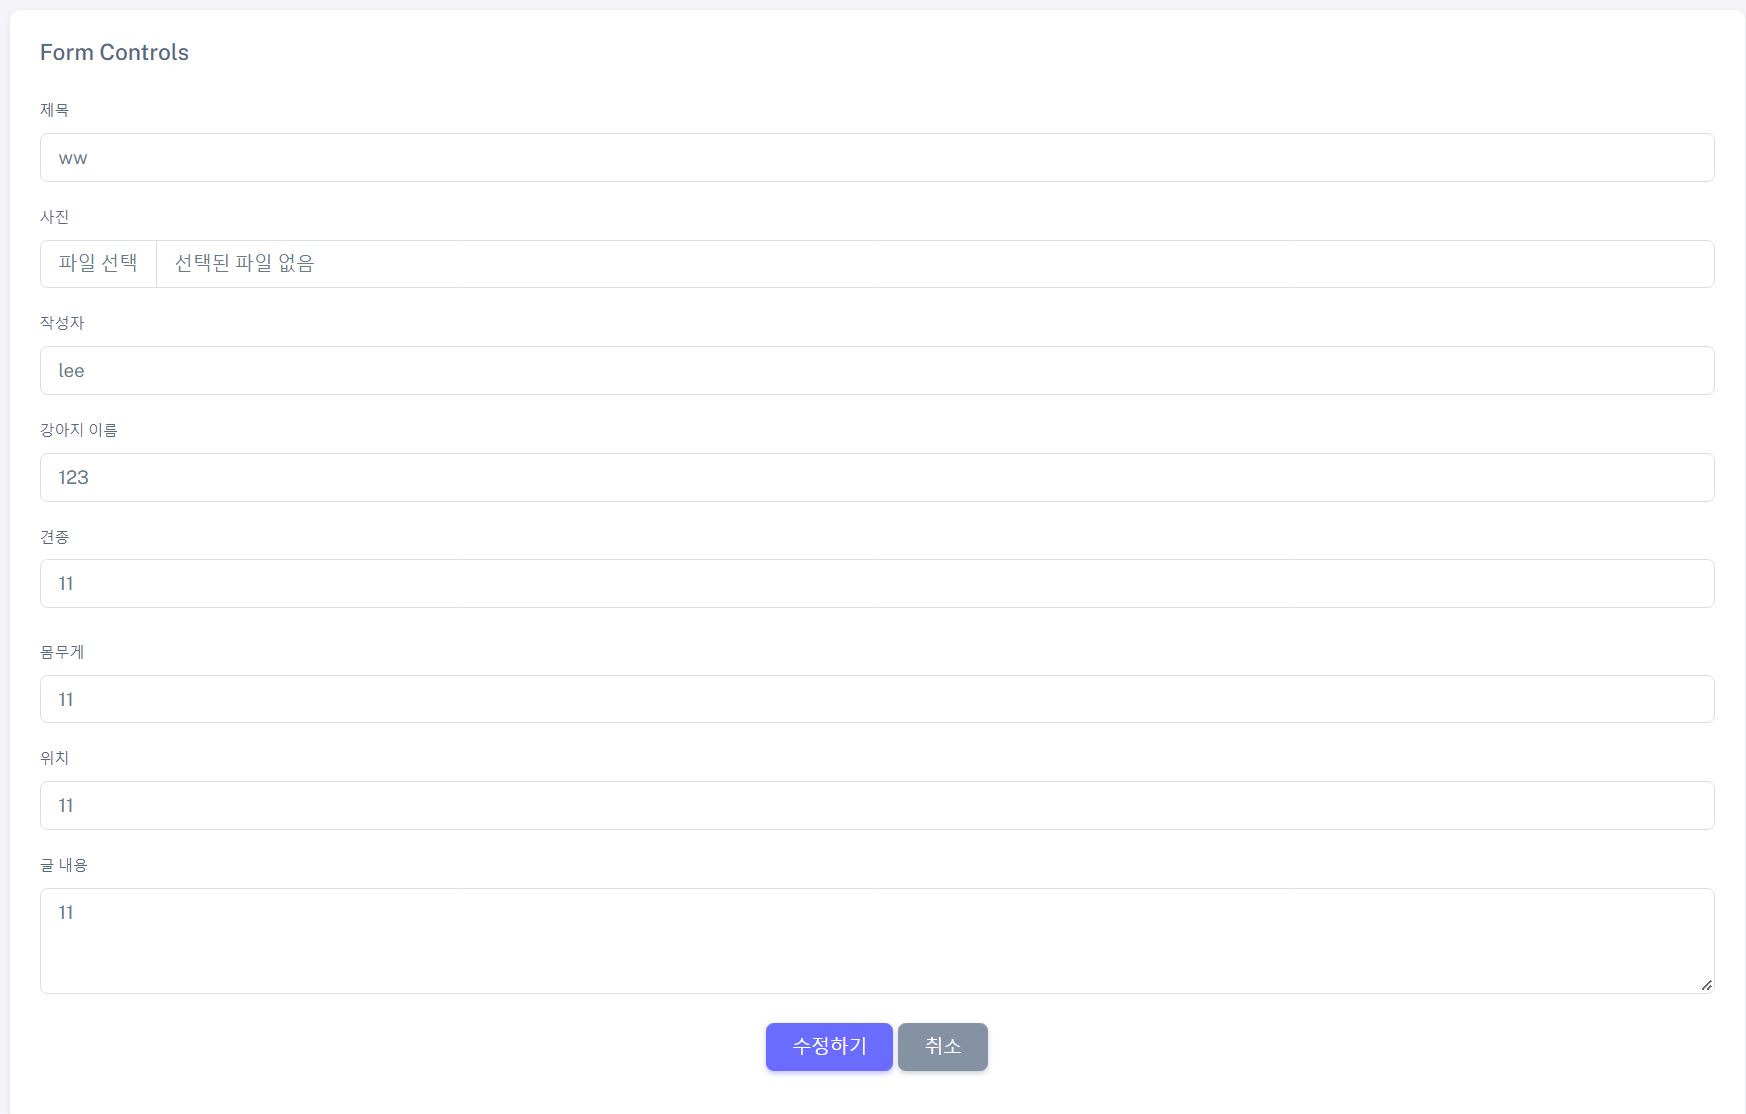 Form Controls
제목
ww
사진
파일 선택 선택된 파일 없음
작성자
lee
강아지 이름
123
견종
11
몸무게
11
위치
11
글 내용
11
수정하기 취소